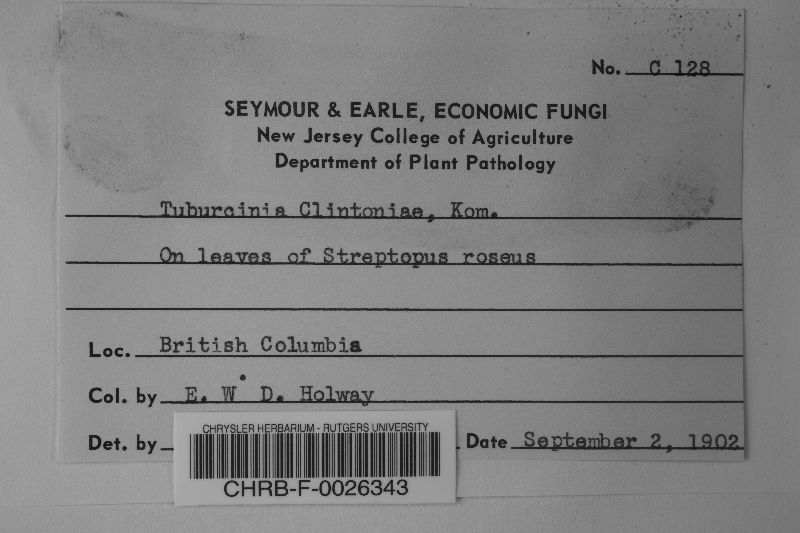 No. C 128
SEYMOUR & EARLE, ECONOMIC FUNGI
New Jersey College of Agriculture
Department of Plant Pathology
Tuburcinia Clintoniae, Kom.
On leaves of Streptopus roseus
Loc. British Columbia
Col. by E. W. D. Holway
Det. by
Date September 2, 1902
CHRYSLER HERBARIUM - RUTGERS UNIVERSITY
CHRB-F-0026343